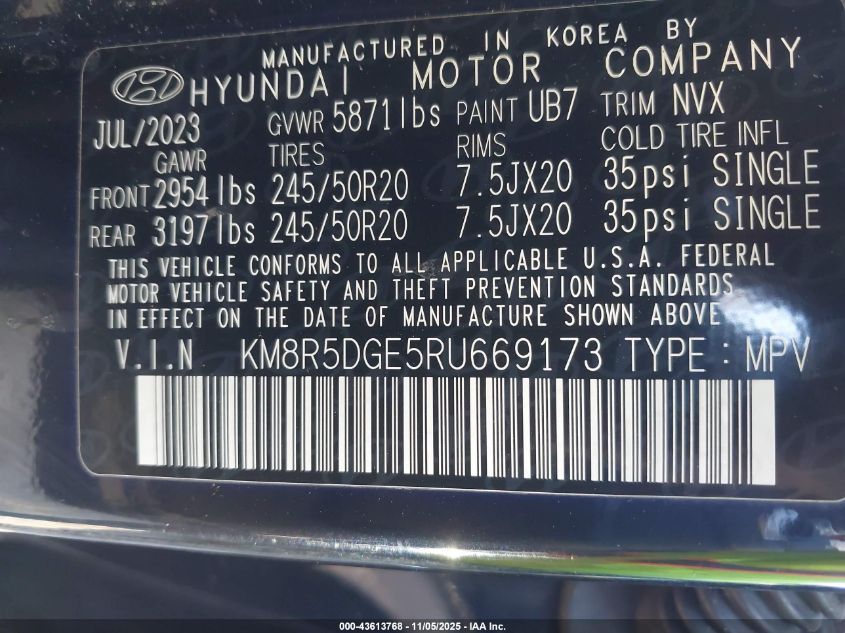 MANUFACTURED IN KOREA BY
HYUNDAI MOTOR COMPANY
JUL/2023 GVWR 5871lbs PAINT UB7 TRIM NVX
GAWR TIRES RIMS COLD TIRE INFL
FRONT 2954lbs 245/50R20 7.5JX20 35psi SINGLE
REAR 3197lbs 245/50R20 7.5JX20 35psi SINGLE
THIS VEHICLE CONFORMS TO ALL APPLICABLE U.S.A. FEDERAL
MOTOR VEHICLE SAFETY AND THEFT PREVENTION STANDARDS
IN EFFECT ON THE DATE OF MANUFACTURE SHOWN ABOVE
V.I.N KM8R5DGE5RU669173 TYPE : MPV
000-43613768 - 11/05/2025 - IAA Inc.